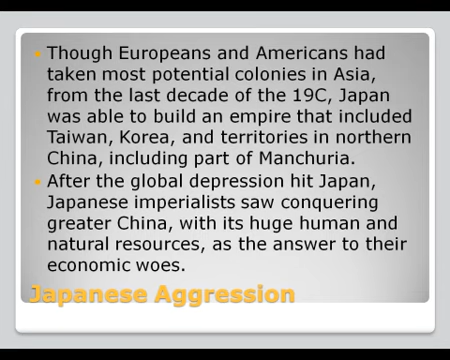 Though Europeans and Americans had
taken most potential colonies in Asia,
from the last decade of the 19C, Japan
was able to build an empire that included
Taiwan, Korea, and territories in northern
China, including part of Manchuria.
After the global depression hit Japan,
Japanese imperialists saw conquering
greater China, with its huge human and
natural resources, as the answer to their
economic woes.
Japanese Aggression